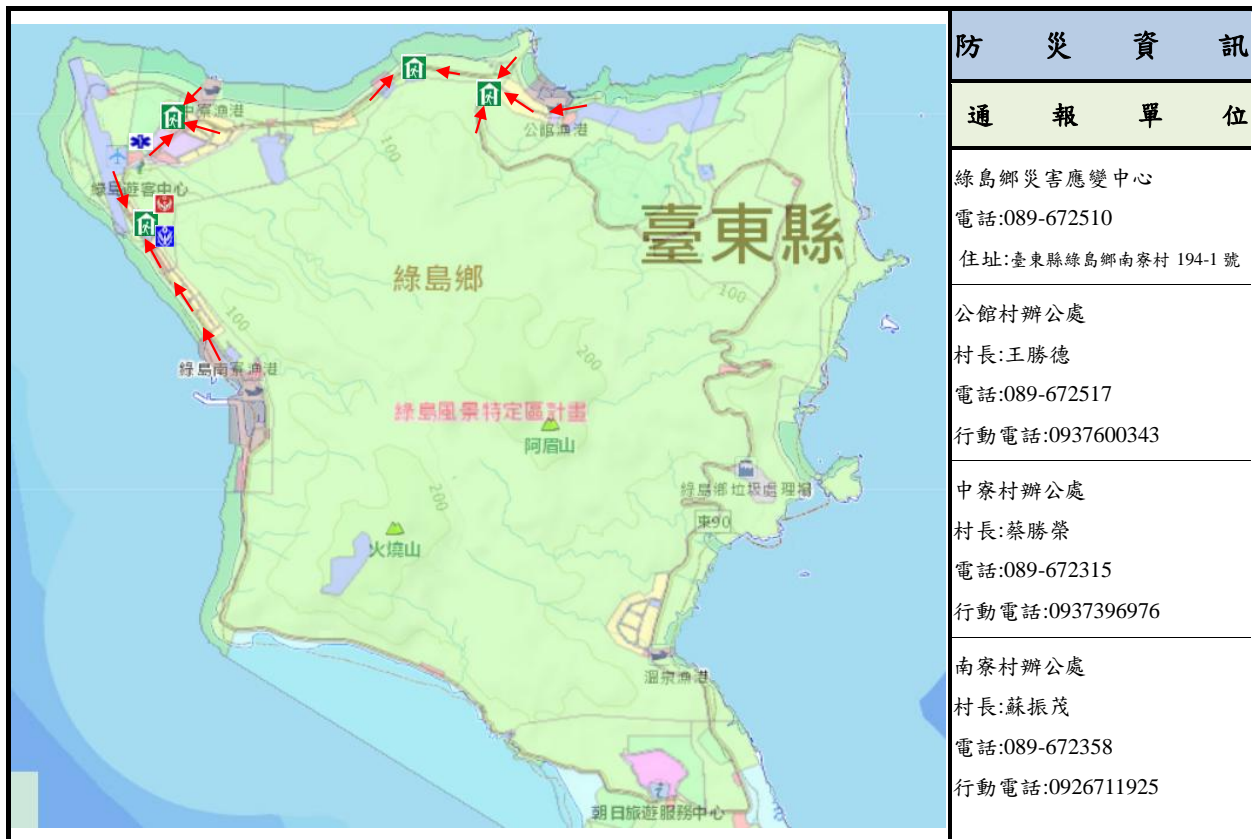 中寮漁港
公館漁港
100
綠島遊客中心
臺東縣
綠島鄉
100
100
200
綠島南寮漁港
綠島風景特定區計畫
阿眉山
綠島鄉垃圾處理場
200
東90
火燒山
溫泉漁港
朝日旅遊服務中心
防災資訊
通報單位
綠島鄉災害應變中心
電話:089-672510
住址:臺東縣綠島鄉南寮村 194-1 號
公館村辦公處
村長:王勝德
電話:089-672517
行動電話:0937600343
中寮村辦公處
村長:蔡勝榮
電話:089-672315
行動電話:0937396976
南寮村辦公處
村長:蘇振茂
電話:089-672358
行動電話:0926711925